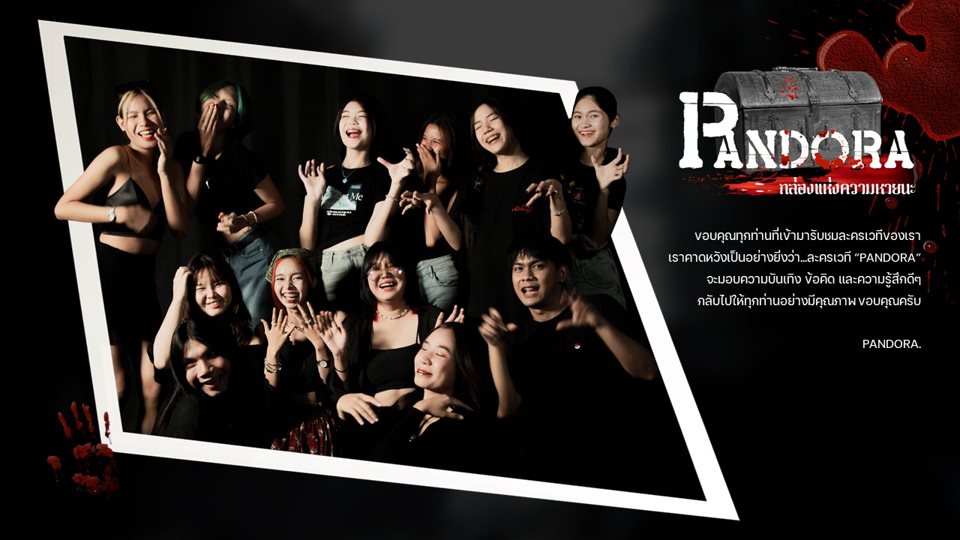 PANDORA
กล่องแห่งความหายนะ
ขอบคุณทุกท่านที่เข้ามารับชมละครเวทีของเรา
เราคาดหวังเป็นอย่างยิ่งว่า...ละครเวที “PANDORA”
จะมอบความบันเทิง ข้อคิด และความรู้สึกดีๆ
กลับไปให้ทุกท่านอย่างมีคุณภาพ ขอบคุณครับ
PANDORA.